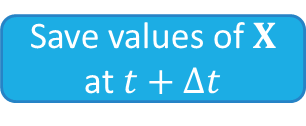 Save values of 𝐗
at 𝑡 + Δ𝑡